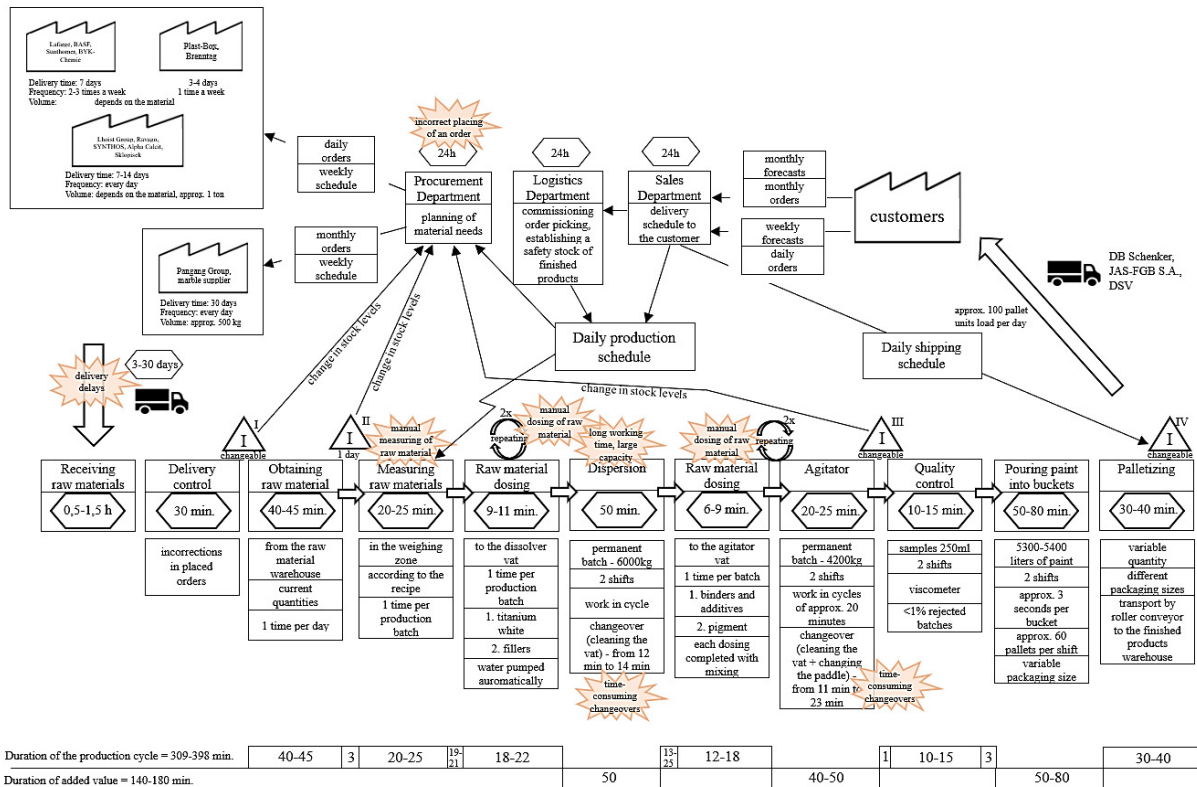 Lafarer, BASF,
Synthomer, BYK-
Chemie
Plast-Box,
Brenntag
Delivery time: 7 days
Frequency: 2-3 times a week
Volume: depends on the material
3-4 days
1 time a week
Lhoist Group, Ravago,
SYNTHOS, Alpha Calcit,
Sklopisek
Delivery time: 7-14 days
Frequency: every day
Volume: depends on the material, approx. 1 ton
Pangang Group,
marble supplier
Delivery time: 30 days
Frequency: every day
Volume: approx. 500 kg
daily
orders
weekly
schedule
monthly
orders
weekly
schedule
incorrect placing
of an order
24h
Procurement
Department
planning of
material needs
24h
Logistics
Department
commissioning
order picking,
establishing a
safety stock of
finished
products
24h
Sales
Department
delivery
schedule to
the customer
monthly
forecasts
monthly
orders
weekly
forecasts
daily
orders
customers
DB Schenker,
JAS-FGB S.A.,
DSV
approx. 100 pallet
units load per day
Daily production
schedule
Daily shipping
schedule
change in stock levels
change in stock levels
change in stock levels
delivery
delays
3-30 days
I
I
changeable
II
I
1 day
manual
measuring of
raw material
2x
repeating
manual
dosing of raw
material
long working
time, large
capacity
manual
dosing of raw
material
2x
repeating
III
I
changeable
IV
I
changeable
Receiving
raw materials
0,5-1,5 h
Delivery
control
30 min.
incorrections
in placed
orders
Obtaining
raw material
40-45 min.
from the raw
material
warehouse
current
quantities
1 time per day
Measuring
raw materials
20-25 min.
in the weighing
zone
according to the
recipe
1 time per
production
batch
Raw material
dosing
9-11 min.
to the dissolver
vat
1 time per
production
batch
1. titanium
white
2. fillers
water pumped
auromatically
Dispersion
50 min.
permanent
batch - 6000kg
2 shifts
work in cycle
changeover
(cleaning the
vat) - from 12
min to 14 min
time-
consuming
changeovers
Raw material
dosing
6-9 min.
to the agitator
vat
1 time per batch
1. binders and
additives
2. pigment
each dosing
completed with
mixing
Agitator
20-25 min.
permanent
batch - 4200kg
2 shifts
work in cycles
of approx. 20
minutes
changeover
(cleaning the
vat + changing
the paddle) -
from 11 min to
23 min
time-
consuming
changeovers
Quality
control
10-15 min.
samples 250ml
2 shifts
viscometer
<1% rejected
batches
Pouring paint
into buckets
50-80 min.
5300-5400
liters of paint
2 shifts
approx. 3
seconds per
bucket
approx. 60
pallets per shift
variable
packaging size
Palletizing
30-40 min.
variable
quantity
different
packaging sizes
transport by
roller conveyor
to the finished
products
warehouse
Duration of the production cycle = 309-398 min.
40-45
3
20-25
19-
21
18-22
13-
25
12-18
1
10-15
3
30-40
Duration of added value = 140-180 min.
50
40-50
50-80